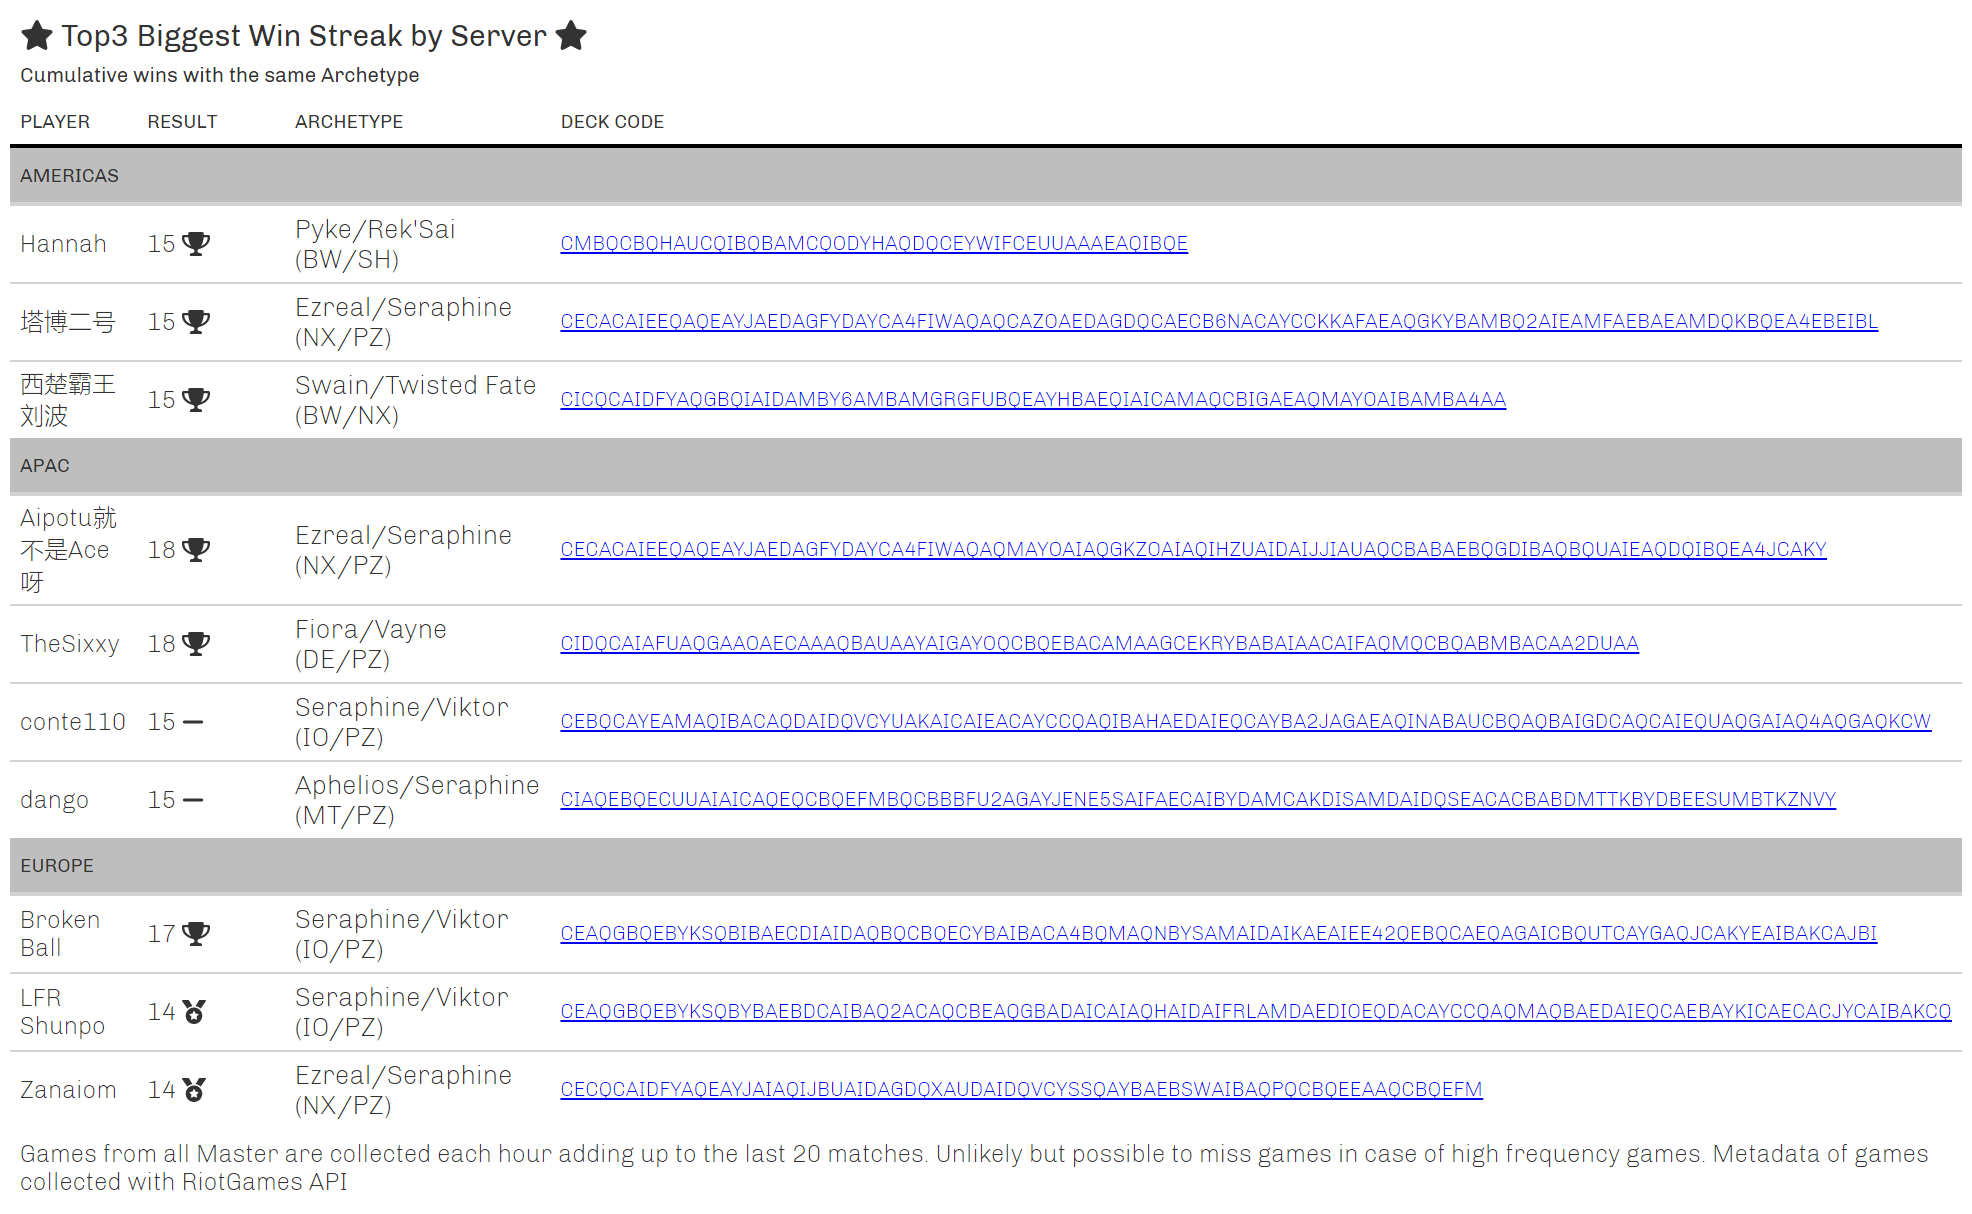 Top3 Biggest Win Streak by Server
Cumulative wins with the same Archetype
PLAYER RESULT ARCHETYPE DECK CODE
AMERICAS
Hannah 15 Pyke/Rek'Sai (BW/SH) CMBQCBQHAUCQIBQBAMCQODYHAQDQCEYWIFCEUUAAAEAQIBQE
塔博二号 15 Ezreal/Seraphine (NX/PZ) CECACAIEEQAQEAYJAEDAGFYDAYCA4FIWAQAQCAZOAEDAGDQCAECB6NACAYCCKKAFAEAQGKYBAMBQ2AIEAMFAEBAEAMDQKBQEA4EBEIBL
西楚霸王刘波 15 Swain/Twisted Fate (BW/NX) CICQCAIDFYAQGBQIAIDAMBY6AMBAMGRGFUBQEAYHBAEQIAICAMAQCBIGAEAQMAYOAIBAMBA4AA
APAC
Aipotu就不是Ace呀 18 Ezreal/Seraphine (NX/PZ) CECACAIEEQAQEAYJAEDAGFYDAYCA4FIWAQAQMAYOAIAQGKZOAIAQIHZUAIDAIJJIAUAQCBABAEBQGDIBAQBQUAIEAQDQIBQEA4JCAKY
TheSixxy 18 Fiora/Vayne (DE/PZ) CIDQCAIAFUAQGAAOAECAAAQBAUAAYAIGAYOQCBQEBACAMAAGCEKRYBABAIAACAIFAQMQCBQABMBACAA2DUAA
conte110 15 Seraphine/Viktor (IO/PZ) CEBQCAYEAMAQIBACAQDAIDQVCYUAKAICAIEACAYCCQAQIBAHAEDAIEQCAYBA2JAGAEAQINABAUCBQAQBAIGDCAQCAIEQUAQGAIAQ4AQGAQKCW
dango 15 Aphelios/Seraphine (MT/PZ) CIAQEBQECUUAIAICAQEQCBQEFMBQCBBBFU2AGAYJENE5SAIFAECAIBYDAMCAKDISAMDAIDQSEACACBABDMTTKBYDBEESUMBTKZNVY
EUROPE
Broken Ball 17 Seraphine/Viktor (IO/PZ) CEAQGBQEBYKSQBIBAECDIAIDAQBQCBQECYBAIBACA4BQMAQNBYSAMAIDAIKAEAIEE42QEBQCAEQAGAICBQUTCAYGAQJCAKYEAIBAKCAJBI
LFR Shunpo 14 Seraphine/Viktor (IO/PZ) CEAQGBQEBYKSQBYBAEBDCAIBAQ2ACAQCBEAQGBADAICAIAQHAIDAIFRLAMDAEDIOEQDACAYCCQAQMAQBAEDAIEQCAEBAYKICAECACJYCAIBAKCQ
Zanaiom 14 Ezreal/Seraphine (NX/PZ) CECQCAIDFYAQEAYJAIAQIJBUAIDAGDQXAUDAIDQVCYSSQAYBAEBSWAIBAQPQCBQEEAAQCBQEFM
Games from all Master are collected each hour adding up to the last 20 matches. Unlikely but possible to miss games in case of high frequency games. Metadata of games
collected with RiotGames API